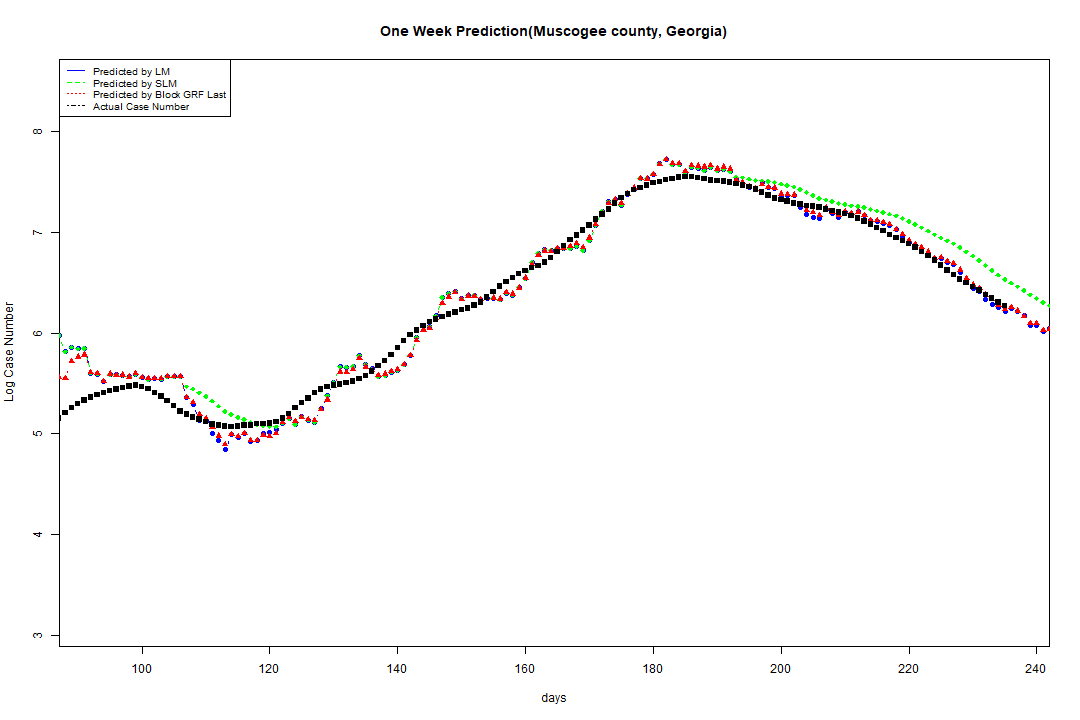 One Week Prediction(Muscogee county, Georgia)
Predicted by LM
Predicted by SLM
Predicted by Block GRF Last
Actual Case Number
8
7
6
5
4
3
Log Case Number
100 120 140 160 180 200 220 240
days